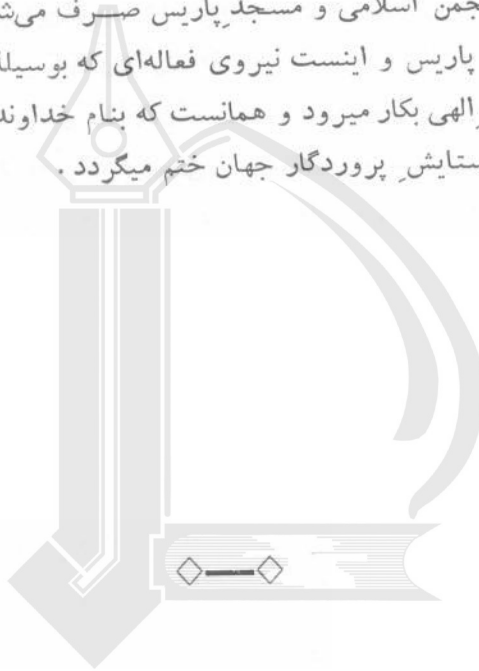 جمن اسلامی و مسجدِ پاریس صرف می‌ش
پاریس و اینست نیروی فعاله‌ای که بوسیل
الهی بکار میرود و همانست که بنام خداوند
ستایشِ پروردگار جهان ختم میگردد .